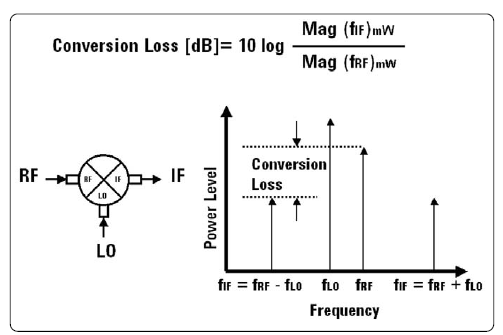 Conversion Loss [dB]= 10 log Mag (fIF)mW
Mag (fRF)mW
RF
RF
IF
LO
IF
LO
Power Level
Conversion
Loss
fIF = fRF - fLO
fLO
fRF
fIF = fRF + fLO
Frequency